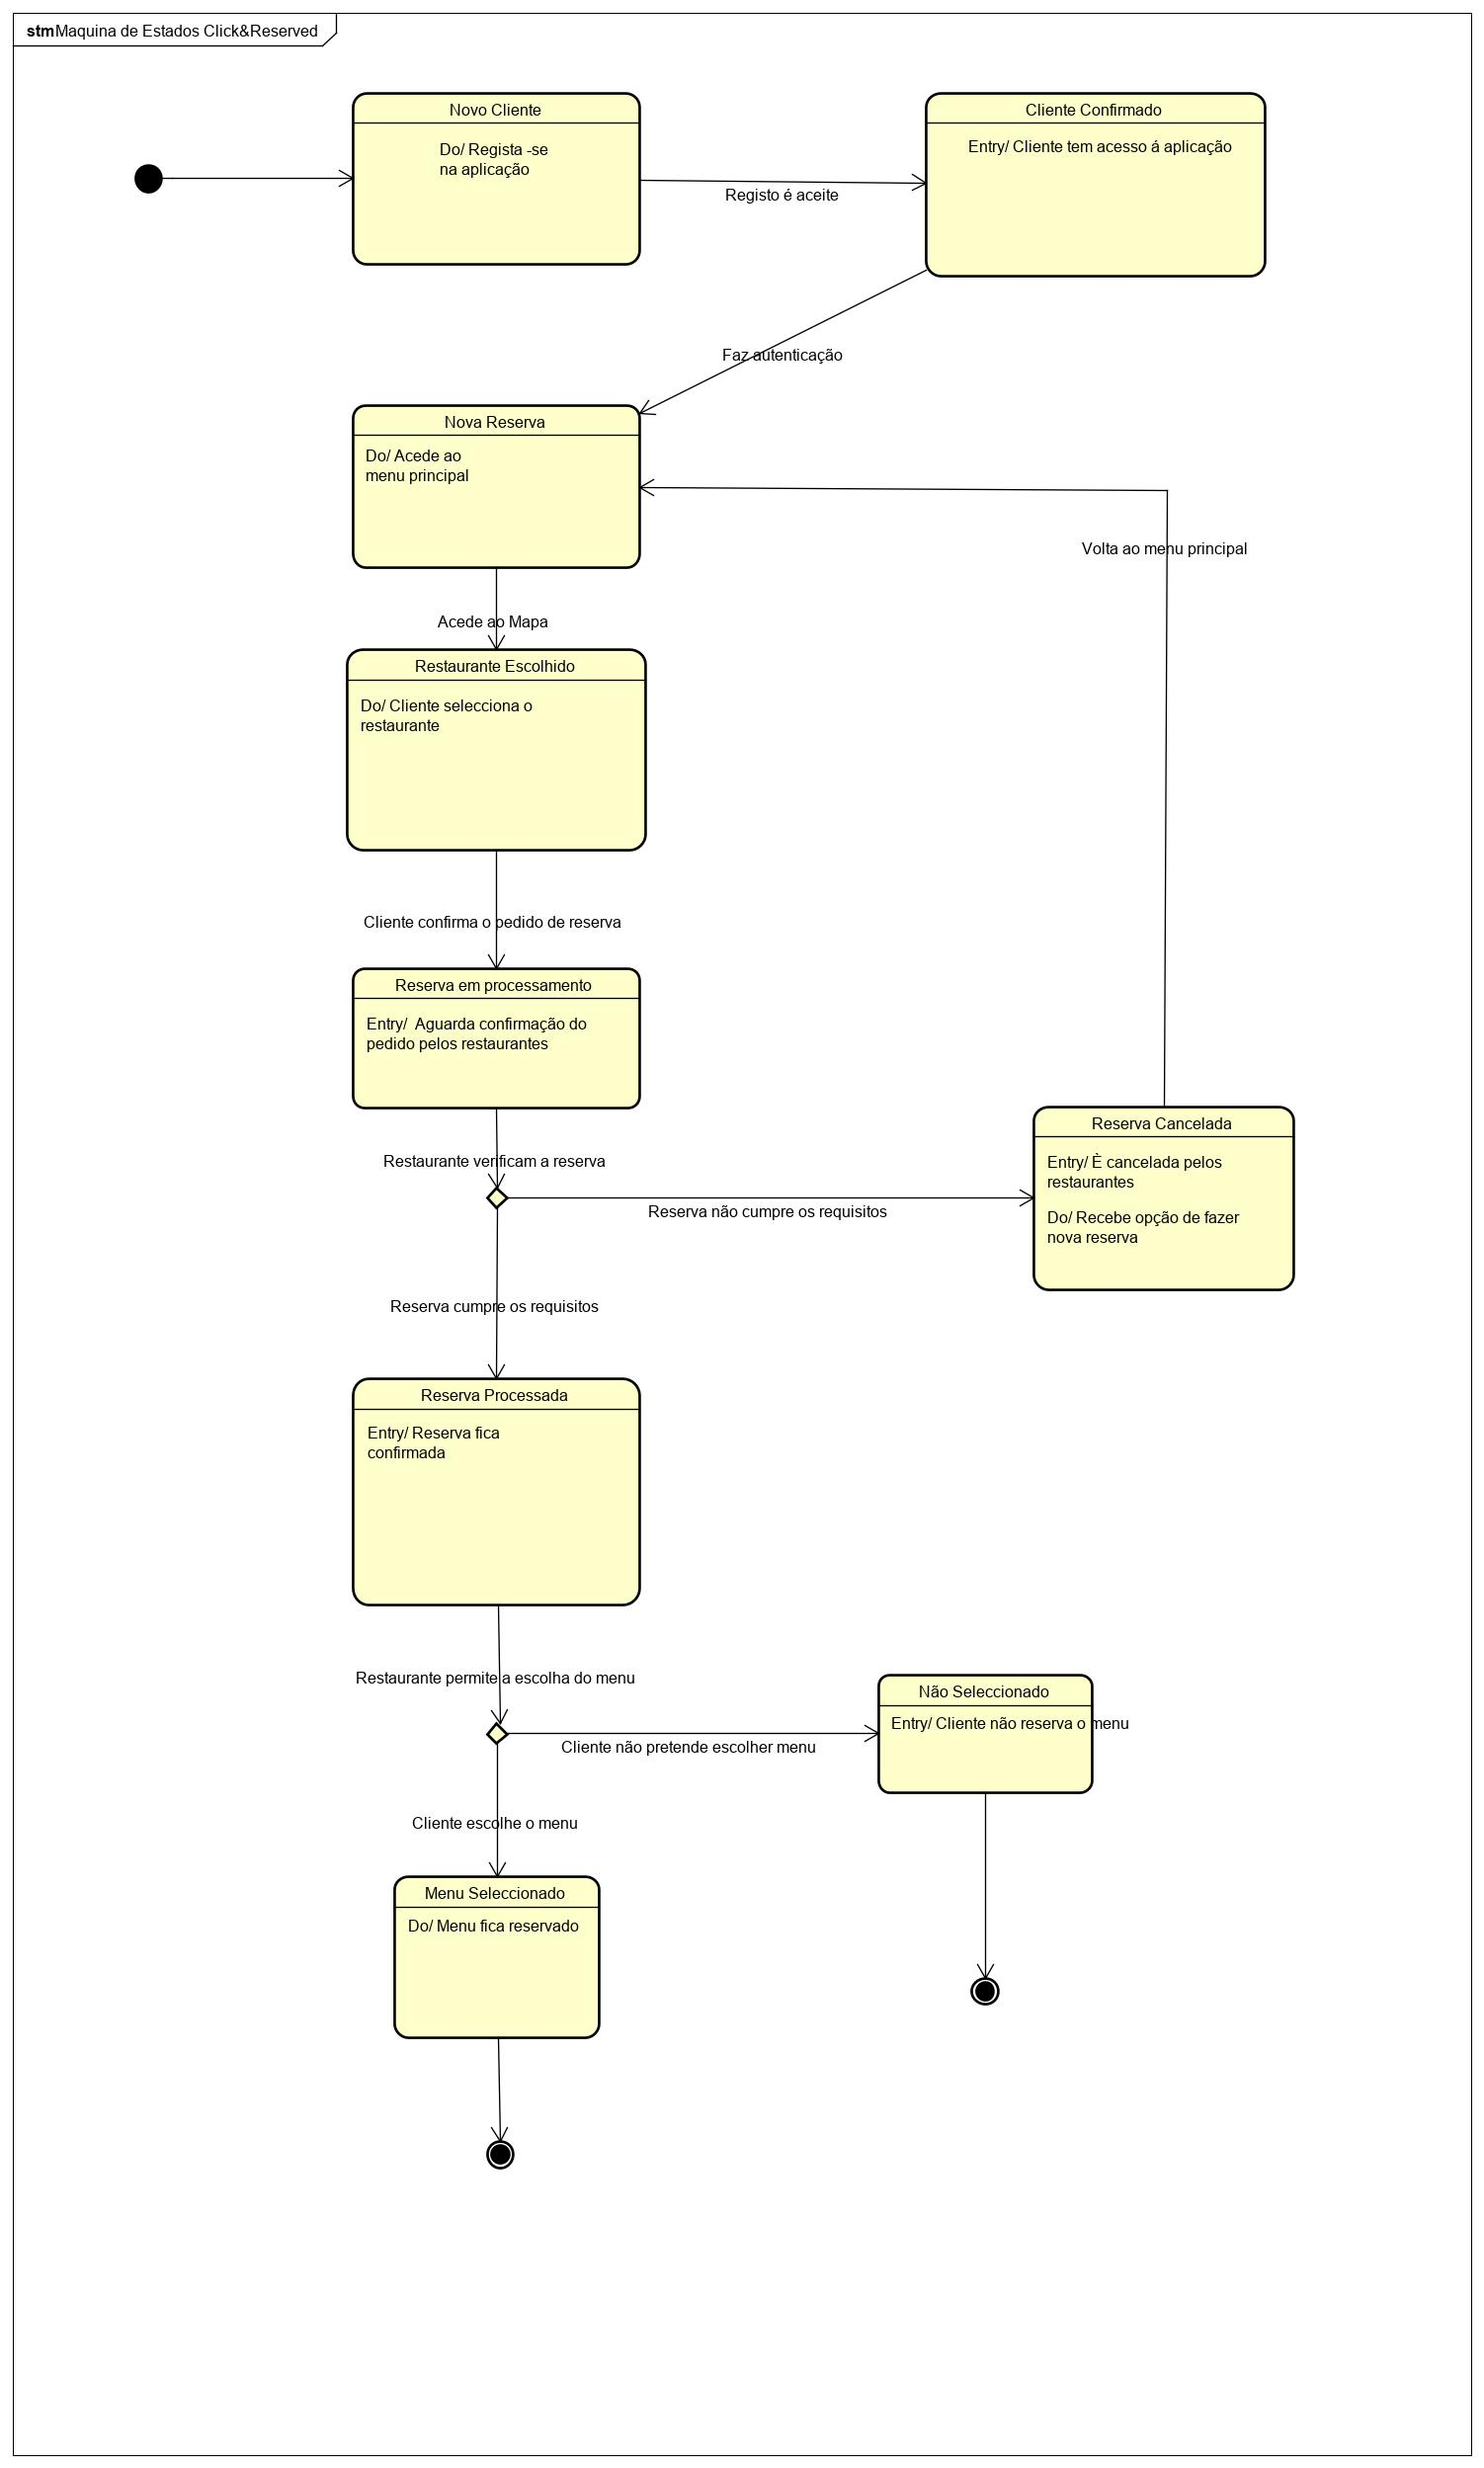 stm Maquina de Estados Click&Reserved
Novo Cliente
Do/ Regista -se
na aplicação
Registo é aceite
Cliente Confirmado
Entry/ Cliente tem acesso á aplicação
Faz autenticação
Nova Reserva
Do/ Acede ao
menu principal
Volta ao menu principal
Acede ao Mapa
Restaurante Escolhido
Do/ Cliente selecciona o
restaurante
Cliente confirma o pedido de reserva
Reserva em processamento
Entry/  Aguarda confirmação do
pedido pelos restaurantes
Restaurante verificam a reserva
Reserva não cumpre os requisitos
Reserva Cancelada
Entry/ È cancelada pelos
restaurantes
Do/ Recebe opção de fazer
nova reserva
Reserva cumpre os requisitos
Reserva Processada
Entry/ Reserva fica
confirmada
Restaurante permite a escolha do menu
Cliente não pretende escolher menu
Não Seleccionado
Entry/ Cliente não reserva o menu
Cliente escolhe o menu
Menu Seleccionado
Do/ Menu fica reservado